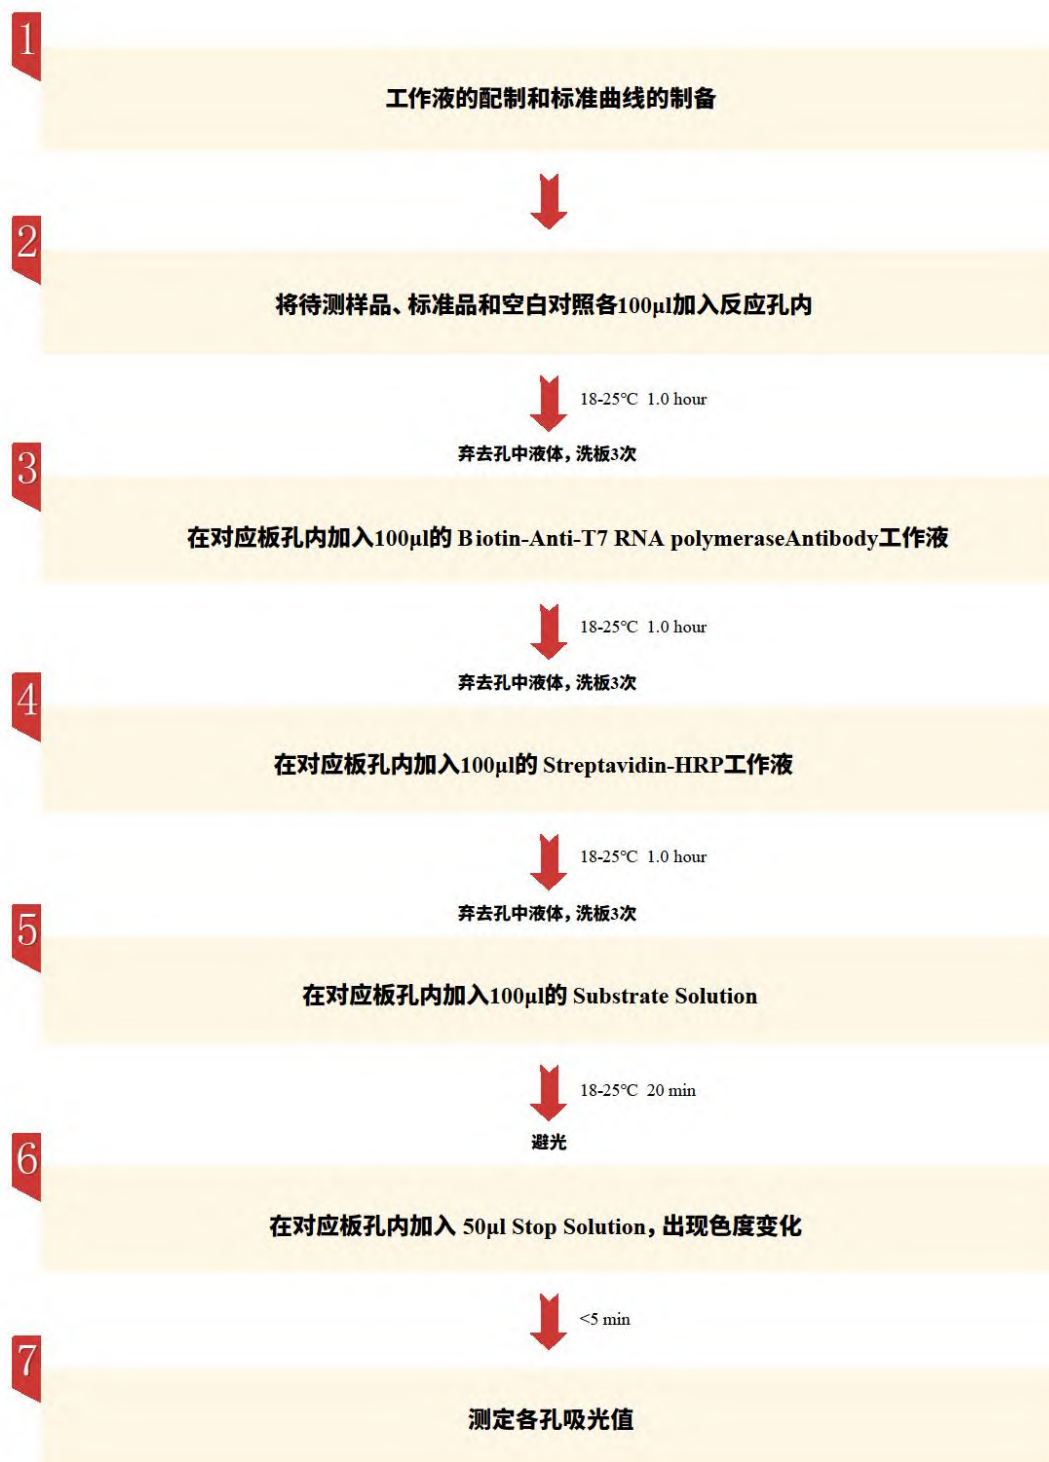 1
工作液的配制和标准曲线的制备
2
将待测样品、标准品和空白对照各100μl加入反应孔内
18-25℃ 1.0 hour
弃去孔中液体，洗板3次
3
在对应板孔内加入100μl的 Biotin-Anti-T7 RNA polymeraseAntibody工作液
18-25℃ 1.0 hour
弃去孔中液体，洗板3次
4
在对应板孔内加入100μl的 Streptavidin-HRP工作液
18-25℃ 1.0 hour
弃去孔中液体，洗板3次
5
在对应板孔内加入100μl的 Substrate Solution
18-25℃ 20 min
避光
6
在对应板孔内加入 50μl Stop Solution，出现色度变化
<5 min
7
测定各孔吸光值